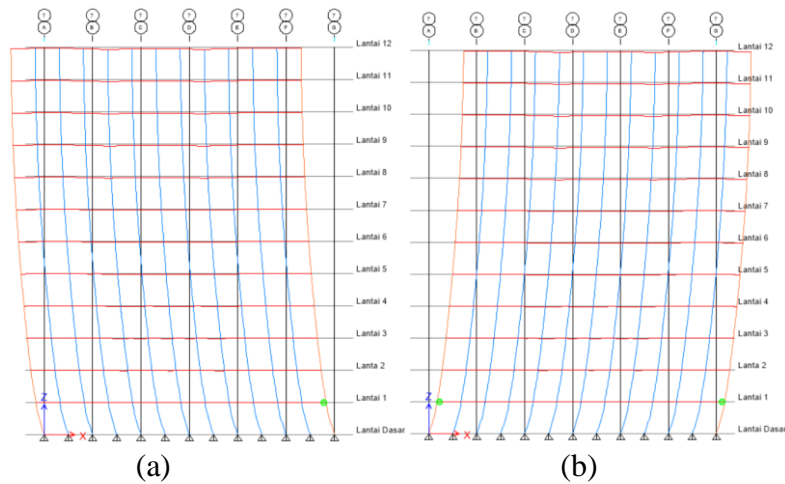 ? ? ? ? ? ? ?
A B C D E F G
Lantai 12
Lantai 11
Lantai 10
Lantai 9
Lantai 8
Lantai 7
Lantai 6
Lantai 5
Lantai 4
Lantai 3
Lanta 2
Lantai 1
Lantai Dasar
Z
X
(a)
? ? ? ? ? ? ?
A B C D E F G
Lantai 12
Lantai 11
Lantai 10
Lantai 9
Lantai 8
Lantai 7
Lantai 6
Lantai 5
Lantai 4
Lantai 3
Lanta 2
Lantai 1
Lantai Dasar
Z
X
(b)